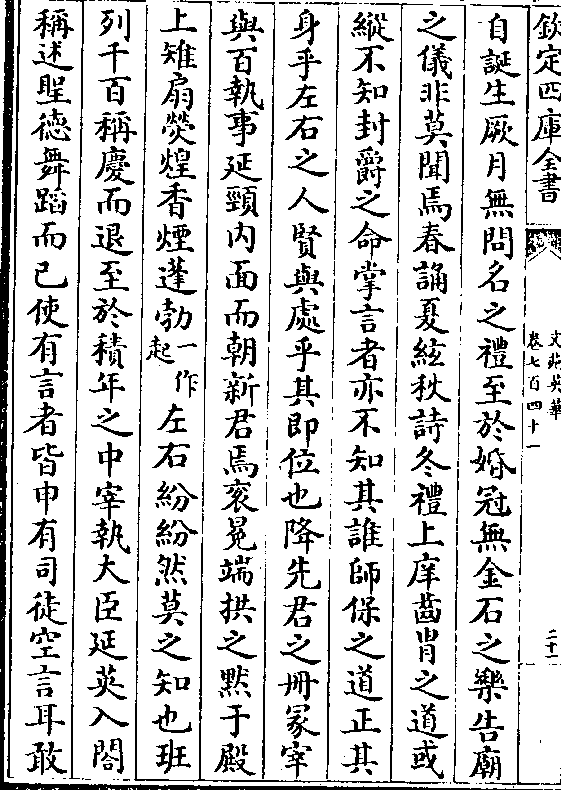 欽定四庫全書
文苑英華
卷七百四十一
二十一
自誕生厥月無問名之禮至於婚冠無金石之樂告廟
之儀非莫聞焉春誦夏絃秋詩冬禮上庠齒胄之道或
縱不知封爵之命掌言者亦不知其誰師保之道正其
身乎左右之人賢與處乎其即位也降先君之冊冢宰
與百執事延頸内面而朝新君焉衮冕端拱之黙于殿
上雉扇熒煌香煙蓬勃一作起左右紛紛然莫之知也班
列千百稱慶而退至於積年之中宰執大臣延英入閤
稱述聖德舞蹈而已使有言者皆申有司徒空言耳敢